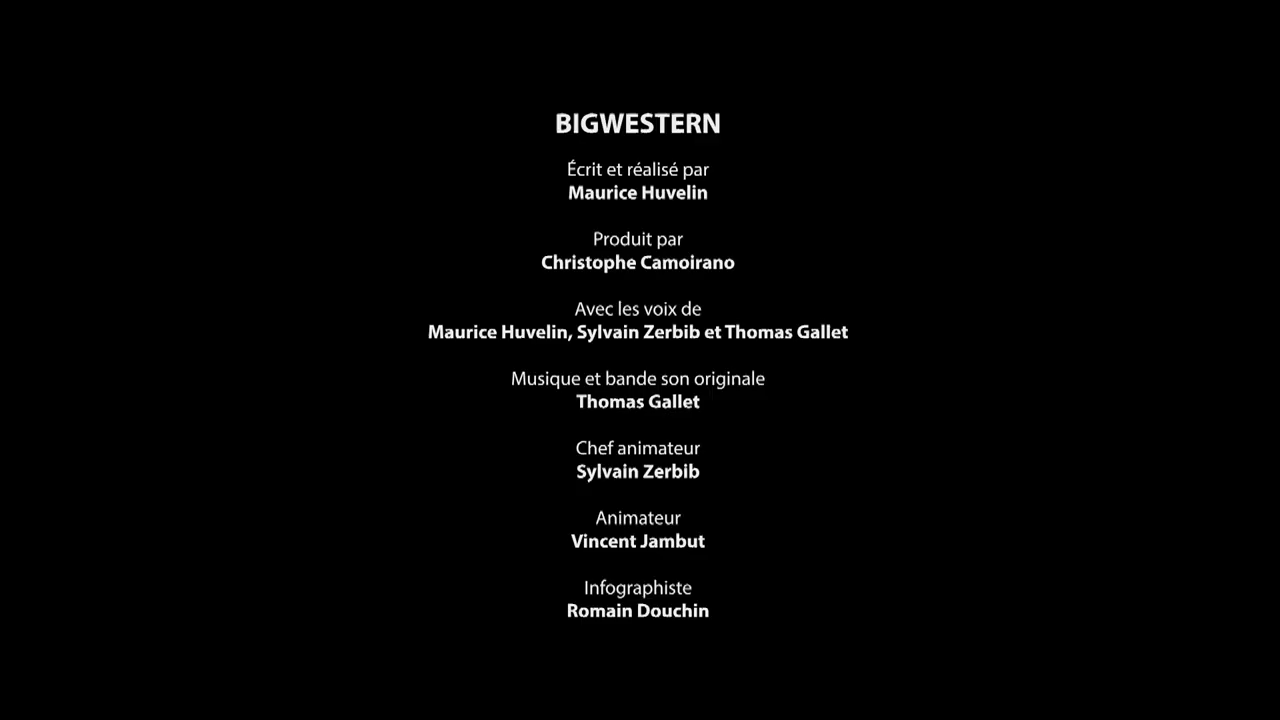 BIGWESTERN
Écrit et réalisé par
Maurice Huvelin
Produit par
Christophe Camoirano
Avec les voix de
Maurice Huvelin, Sylvain Zerbib et Thomas Gallet
Musique et bande son originale
Thomas Gallet
Chef animateur
Sylvain Zerbib
Animateur
Vincent Jambut
Infographiste
Romain Douchin